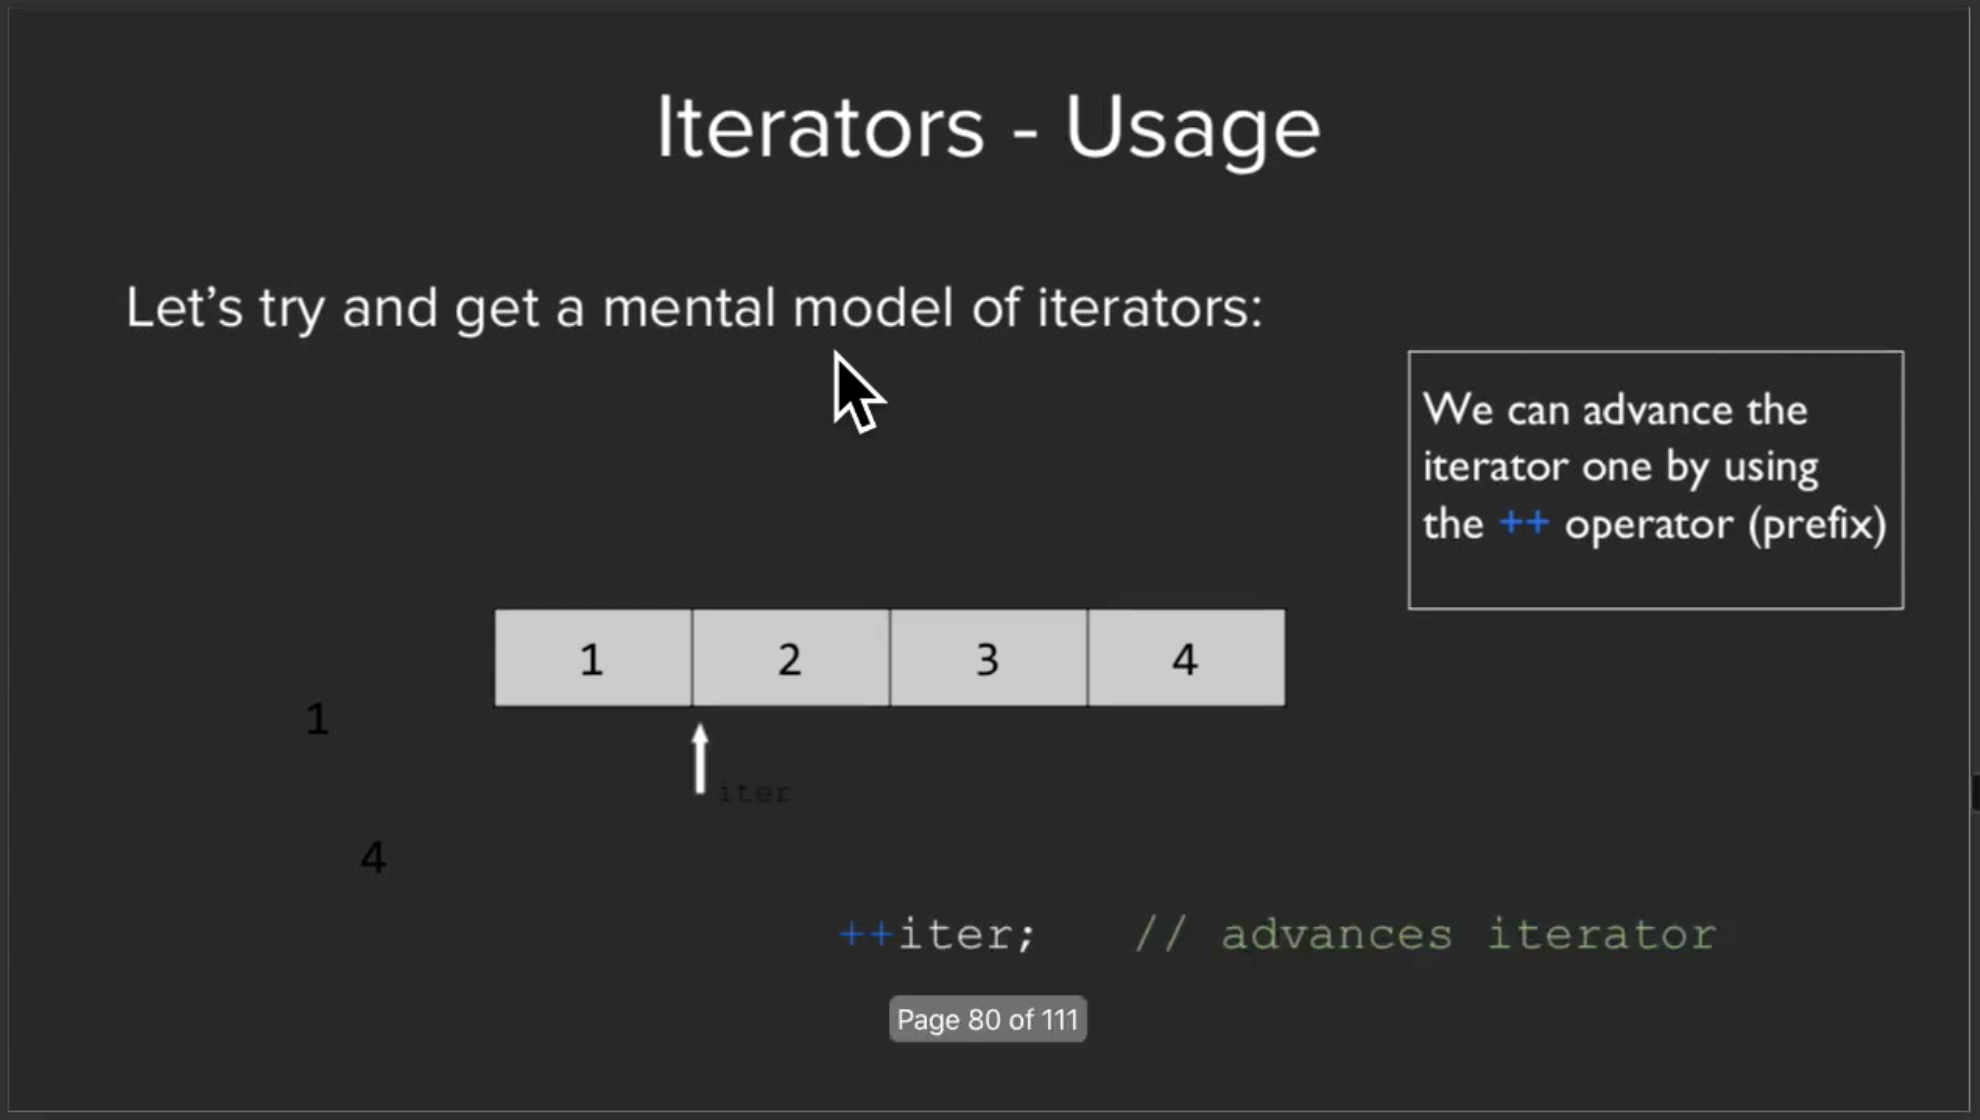 Iterators - Usage
Let's try and get a mental model of iterators:
We can advance the
iterator one by using
the ++ operator (prefix)
1 2 3 4
1
iter
4
++iter; // advances iterator
Page 80 of 111